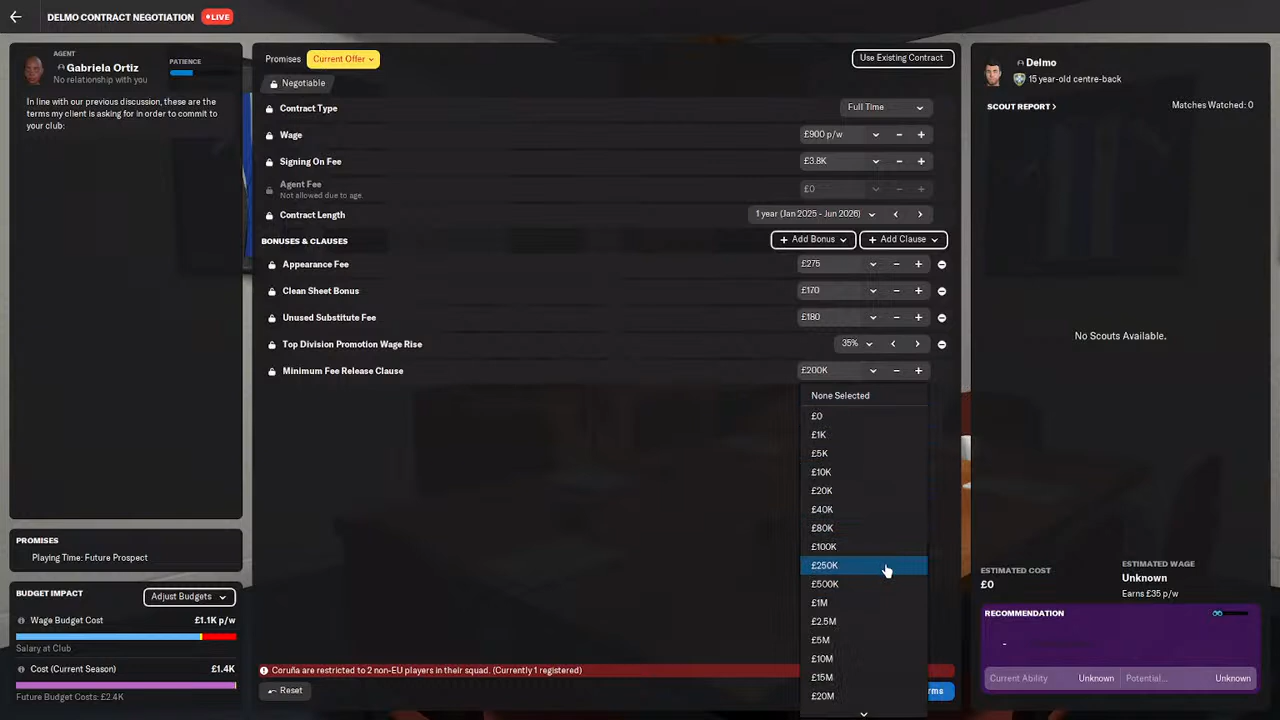 DELMO CONTRACT NEGOTIATION
LIVE
AGENT
Gabriela Ortiz
No relationship with you
PATIENCE
In line with our previous discussion, these are the
terms my client is asking for in order to commit to
your club:
PROMISES
Playing Time: Future Prospect
BUDGET IMPACT
Adjust Budgets
Wage Budget Cost £1.1K p/w
Salary at Club
Cost (Current Season) £1.4K
Future Budget Costs: £2.4K
Promises Current Offer
Use Existing Contract
Negotiable
Contract Type Full Time
Wage £900 p/w
Signing On Fee £3.8K
Agent Fee £0
Not allowed due to age.
Contract Length 1 year (Jan 2025 - Jun 2026)
BONUSES & CLAUSES
Add Bonus Add Clause
Appearance Fee £275
Clean Sheet Bonus £170
Unused Substitute Fee £180
Top Division Promotion Wage Rise 35%
Minimum Fee Release Clause £200K
None Selected
£0
£1K
£5K
£10K
£20K
£40K
£80K
£100K
£250K
£500K
£1M
£2.5M
£5M
£10M
£15M
£20M
Coruña are restricted to 2 non-EU players in their squad. (Currently 1 registered)
Reset
rms
Delmo
15 year-old centre-back
SCOUT REPORT > Matches Watched: 0
No Scouts Available.
ESTIMATED COST
£0
ESTIMATED WAGE
Unknown
Earns £35 p/w
RECOMMENDATION
-
Current Ability Unknown Potential... Unknown